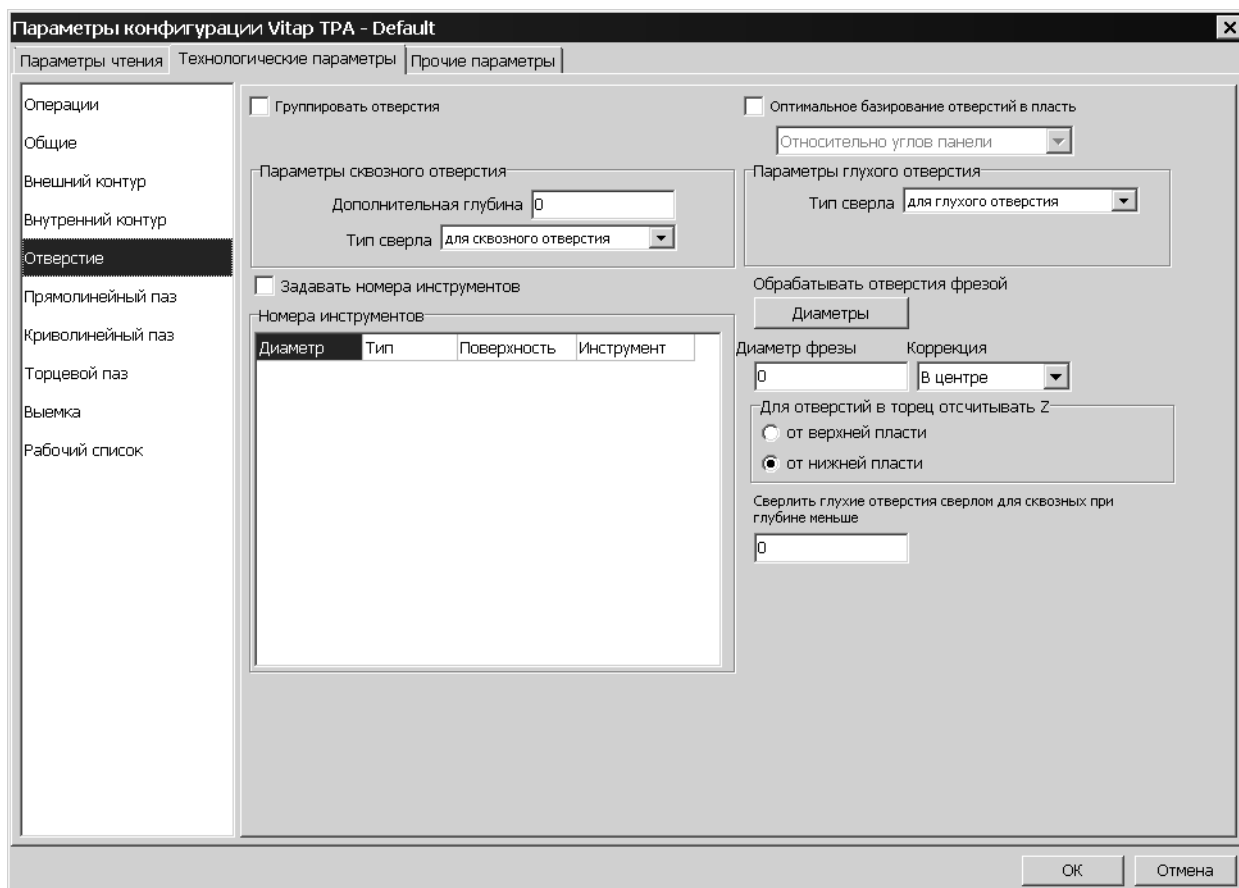 Параметры конфигурации Vitap TPA - Default
Параметры чтения
Технологические параметры
Прочие параметры
Операции
Общие
Внешний контур
Внутренний контур
Отверстие
Прямолинейный паз
Криволинейный паз
Торцевой паз
Выемка
Рабочий список
Группировать отверстия
Оптимальное базирование отверстий в пласть
Относительно углов панели
Параметры сквозного отверстия
Дополнительная глубина 0
Тип сверла для сквозного отверстия
Параметры глухого отверстия
Тип сверла для глухого отверстия
Задавать номера инструментов
Номера инструментов
Диаметр Тип Поверхность Инструмент
Обрабатывать отверстия фрезой
Диаметры
Диаметр фрезы Коррекция
0 В центре
Для отверстий в торец отсчитывать Z
от верхней пласти
от нижней пласти
Сверлить глухие отверстия сверлом для сквозных при
глубине меньше
0
ОК Отмена